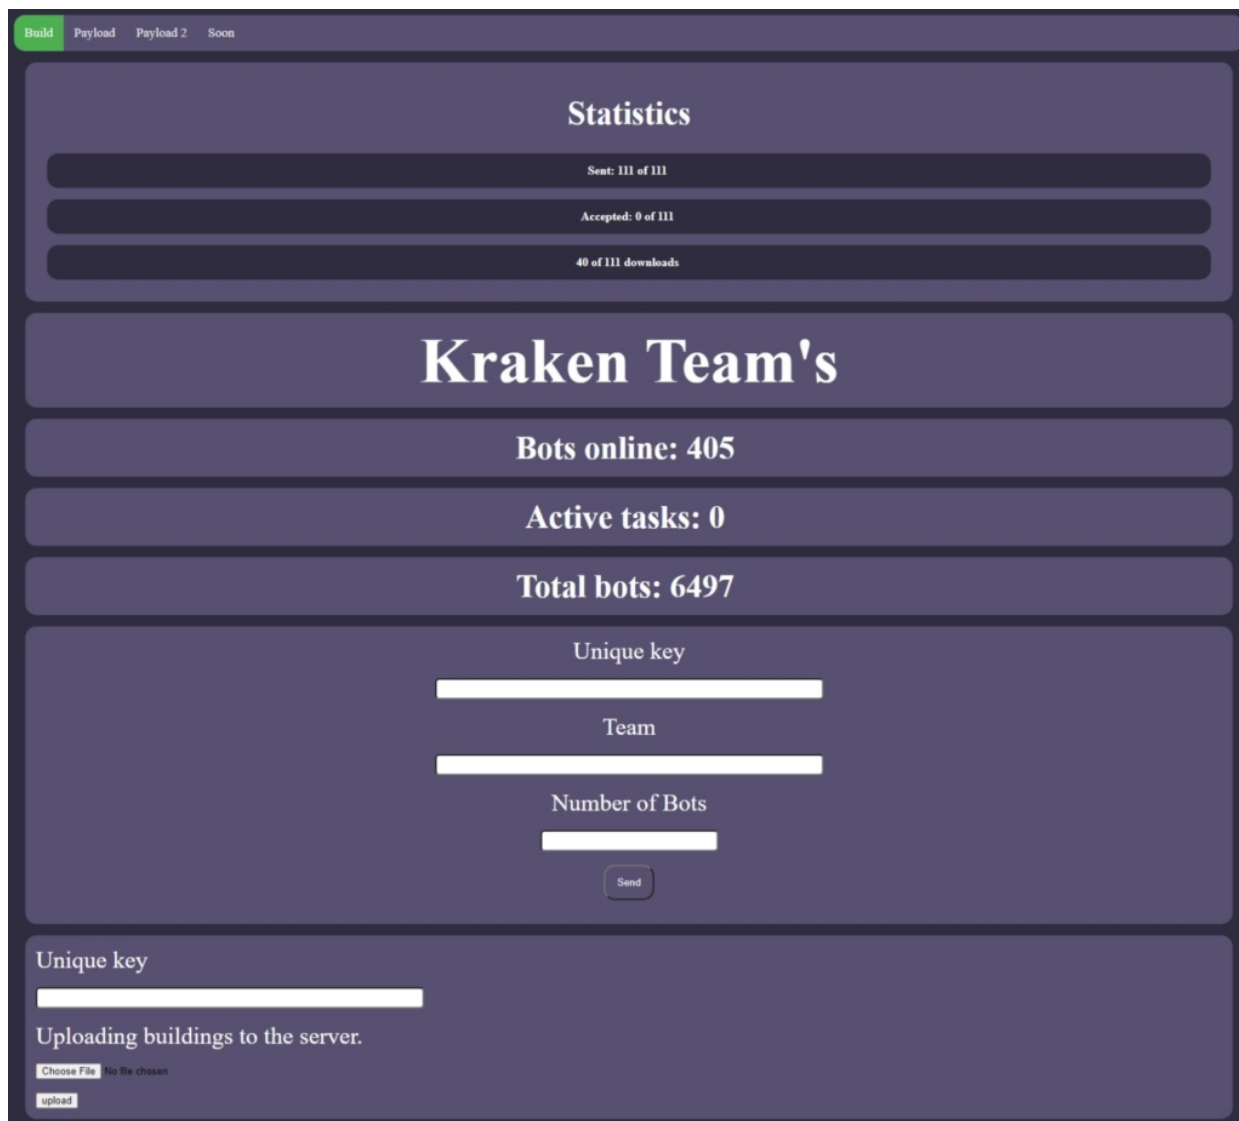 Build Payload Payload 2 Soon
Statistics
Sent: 111 of 111
Accepted: 0 of 111
40 of 111 downloads
Kraken Team's
Bots online: 405
Active tasks: 0
Total bots: 6497
Unique key
Team
Number of Bots
Send
Unique key
Uploading buildings to the server.
Choose File No file chosen
upload